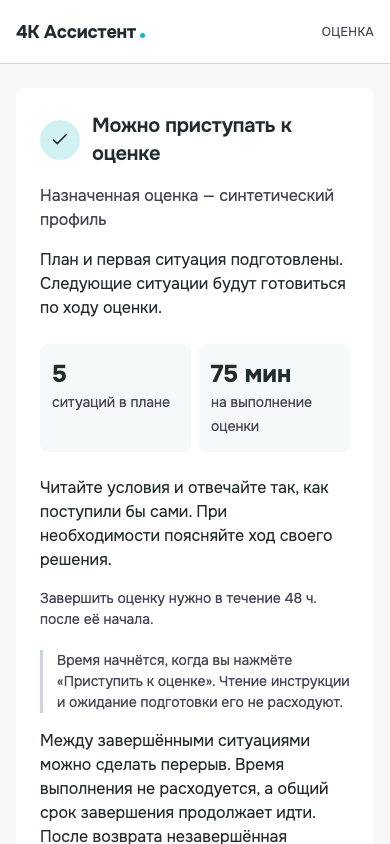 4К Ассистент
ОЦЕНКА
Можно приступать к
оценке
Назначенная оценка — синтетический
профиль
План и первая ситуация подготовлены.
Следующие ситуации будут готовиться
по ходу оценки.
5
ситуаций в плане
75 мин
на выполнение
оценки
Читайте условия и отвечайте так, как
поступили бы сами. При
необходимости поясняйте ход своего
решения.
Завершить оценку нужно в течение 48 ч.
после её начала.
Время начнётся, когда вы нажмёте
«Приступить к оценке». Чтение инструкции
и ожидание подготовки его не расходуют.
Между завершёнными ситуациями
можно сделать перерыв. Время
выполнения не расходуется, а общий
срок завершения продолжает идти.
После возврата незавершённая